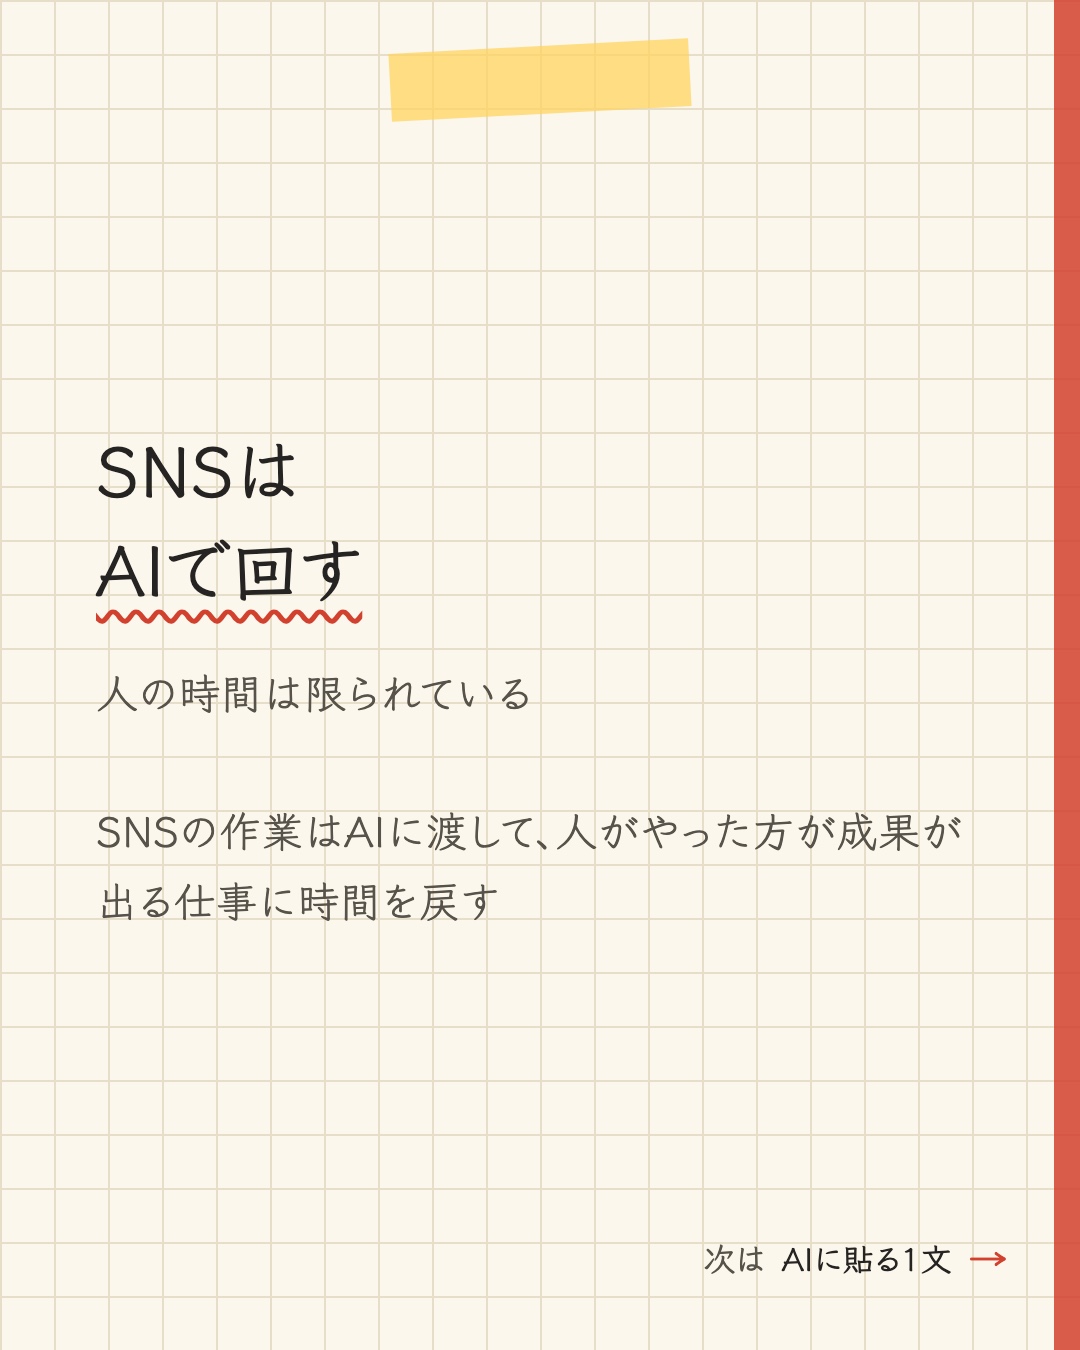 SNSは
AIで回す
人の時間は限られている
SNSの作業はAIに渡して、人がやった方が成果が
出る仕事に時間を戻す
次は AIに貼る1文 →